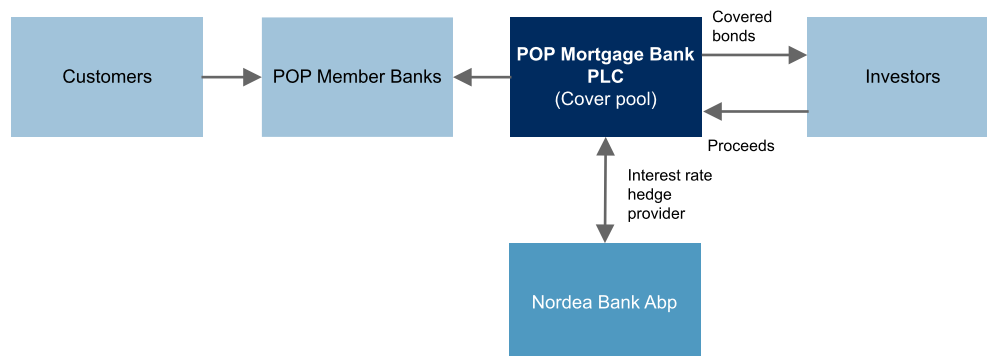 Customers
POP Member Banks
POP Mortgage Bank
PLC
(Cover pool)
Covered
bonds
Investors
Proceeds
Interest rate
hedge
provider
Nordea Bank Abp